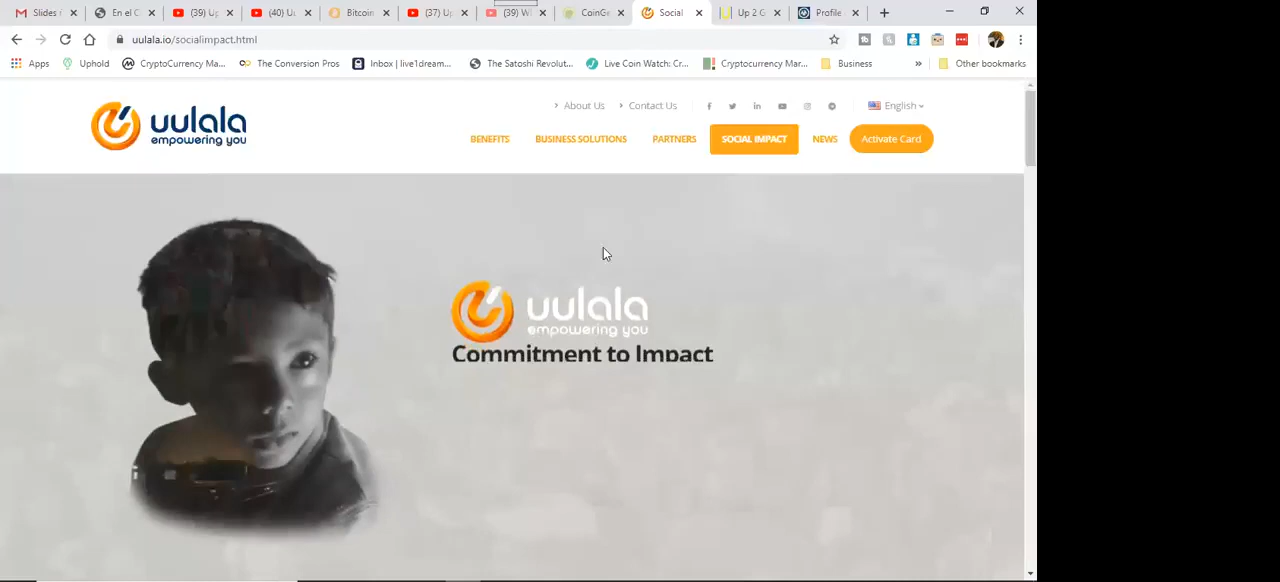 Slides f
En el C
(39) Up
(40) Uu
Bitcoin
(37) Up
(39) W
CoinGe
Social
Up 2 G
Profile
uulala.io/socialimpact.html
Apps
Uphold
CryptoCurrency Ma...
The Conversion Pros
Inbox | live1dream...
The Satoshi Revolut...
Live Coin Watch: Cr...
Cryptocurrency Mar...
Business
»
Other bookmarks
uulala
empowering you
About Us
Contact Us
English
BENEFITS
BUSINESS SOLUTIONS
PARTNERS
SOCIAL IMPACT
NEWS
Activate Card
uulala
empowering you
Commitment to Impact